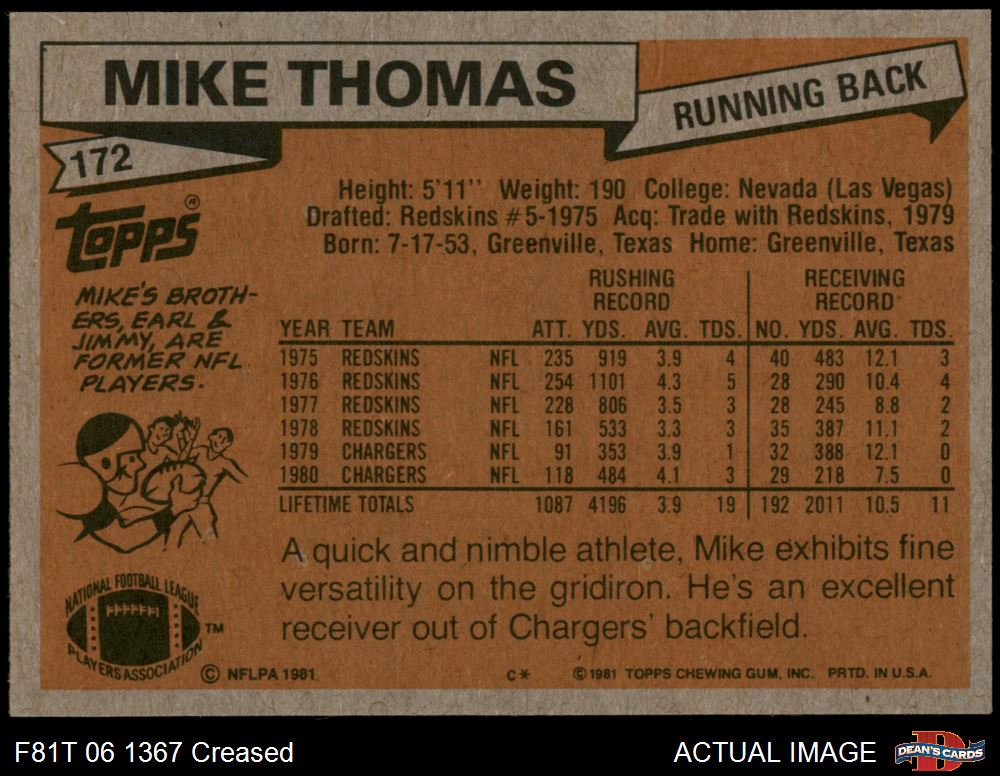 MIKE THOMAS
RUNNING BACK
172
TOPPS®
Height: 5'11'' Weight: 190 College: Nevada (Las Vegas)
Drafted: Redskins #5-1975 Acq: Trade with Redskins, 1979
Born: 7-17-53, Greenville, Texas Home: Greenville, Texas
MIKE'S BROTH-
ERS, EARL &
JIMMY, ARE
FORMER NFL
PLAYERS.
RUSHING RECEIVING
RECORD RECORD
YEAR TEAM ATT. YDS. AVG. TDS. NO. YDS. AVG. TDS.
1975 REDSKINS NFL 235 919 3.9 4 40 483 12.1 3
1976 REDSKINS NFL 254 1101 4.3 5 28 290 10.4 4
1977 REDSKINS NFL 228 806 3.5 3 28 245 8.8 2
1978 REDSKINS NFL 161 533 3.3 3 35 387 11.1 2
1979 CHARGERS NFL 91 353 3.9 1 32 388 12.1 0
1980 CHARGERS NFL 118 484 4.1 3 29 218 7.5 0
LIFETIME TOTALS 1087 4196 3.9 19 192 2011 10.5 11
A quick and nimble athlete, Mike exhibits fine
versatility on the gridiron. He's an excellent
receiver out of Chargers' backfield.
NATIONAL FOOTBALL LEAGUE
PLAYERS ASSOCIATION
TM
© NFLPA 1981 C* © 1981 TOPPS CHEWING GUM, INC. PRTD. IN U.S.A.
F81T 06 1367 Creased ACTUAL IMAGE
D
DEAN'S CARDS